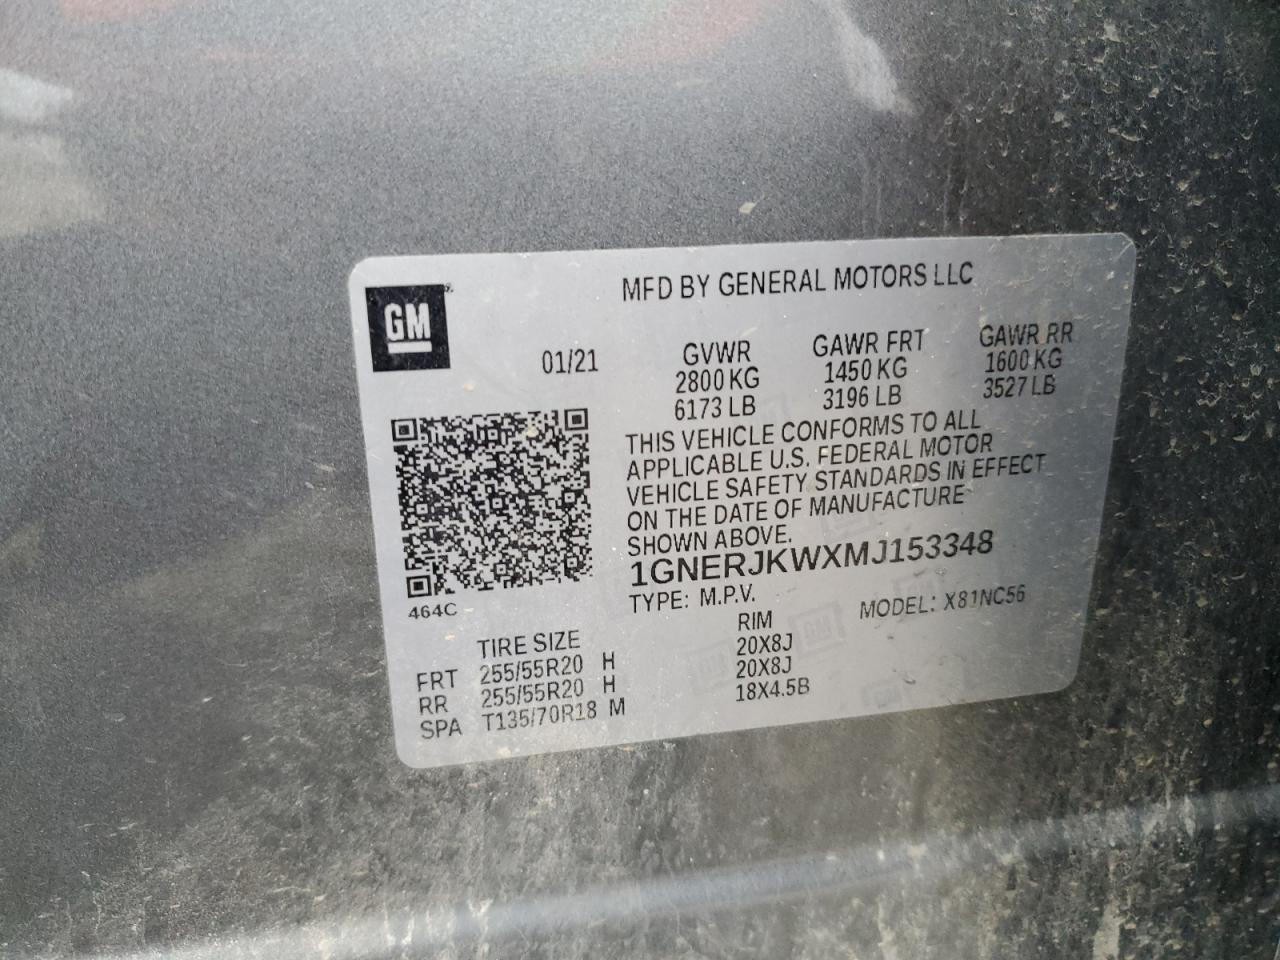 GM
MFD BY GENERAL MOTORS LLC
01/21
GVWR GAWR FRT GAWR RR
2800 KG 1450 KG 1600 KG
6173 LB 3196 LB 3527 LB
THIS VEHICLE CONFORMS TO ALL
APPLICABLE U.S. FEDERAL MOTOR
VEHICLE SAFETY STANDARDS IN EFFECT
ON THE DATE OF MANUFACTURE
SHOWN ABOVE.
1GNERJKWXMJ153348
TYPE: M.P.V. MODEL: X81NC56
464C
TIRE SIZE RIM
FRT 255/55R20 H 20X8J
RR 255/55R20 H 20X8J
SPA T135/70R18 M 18X4.5B